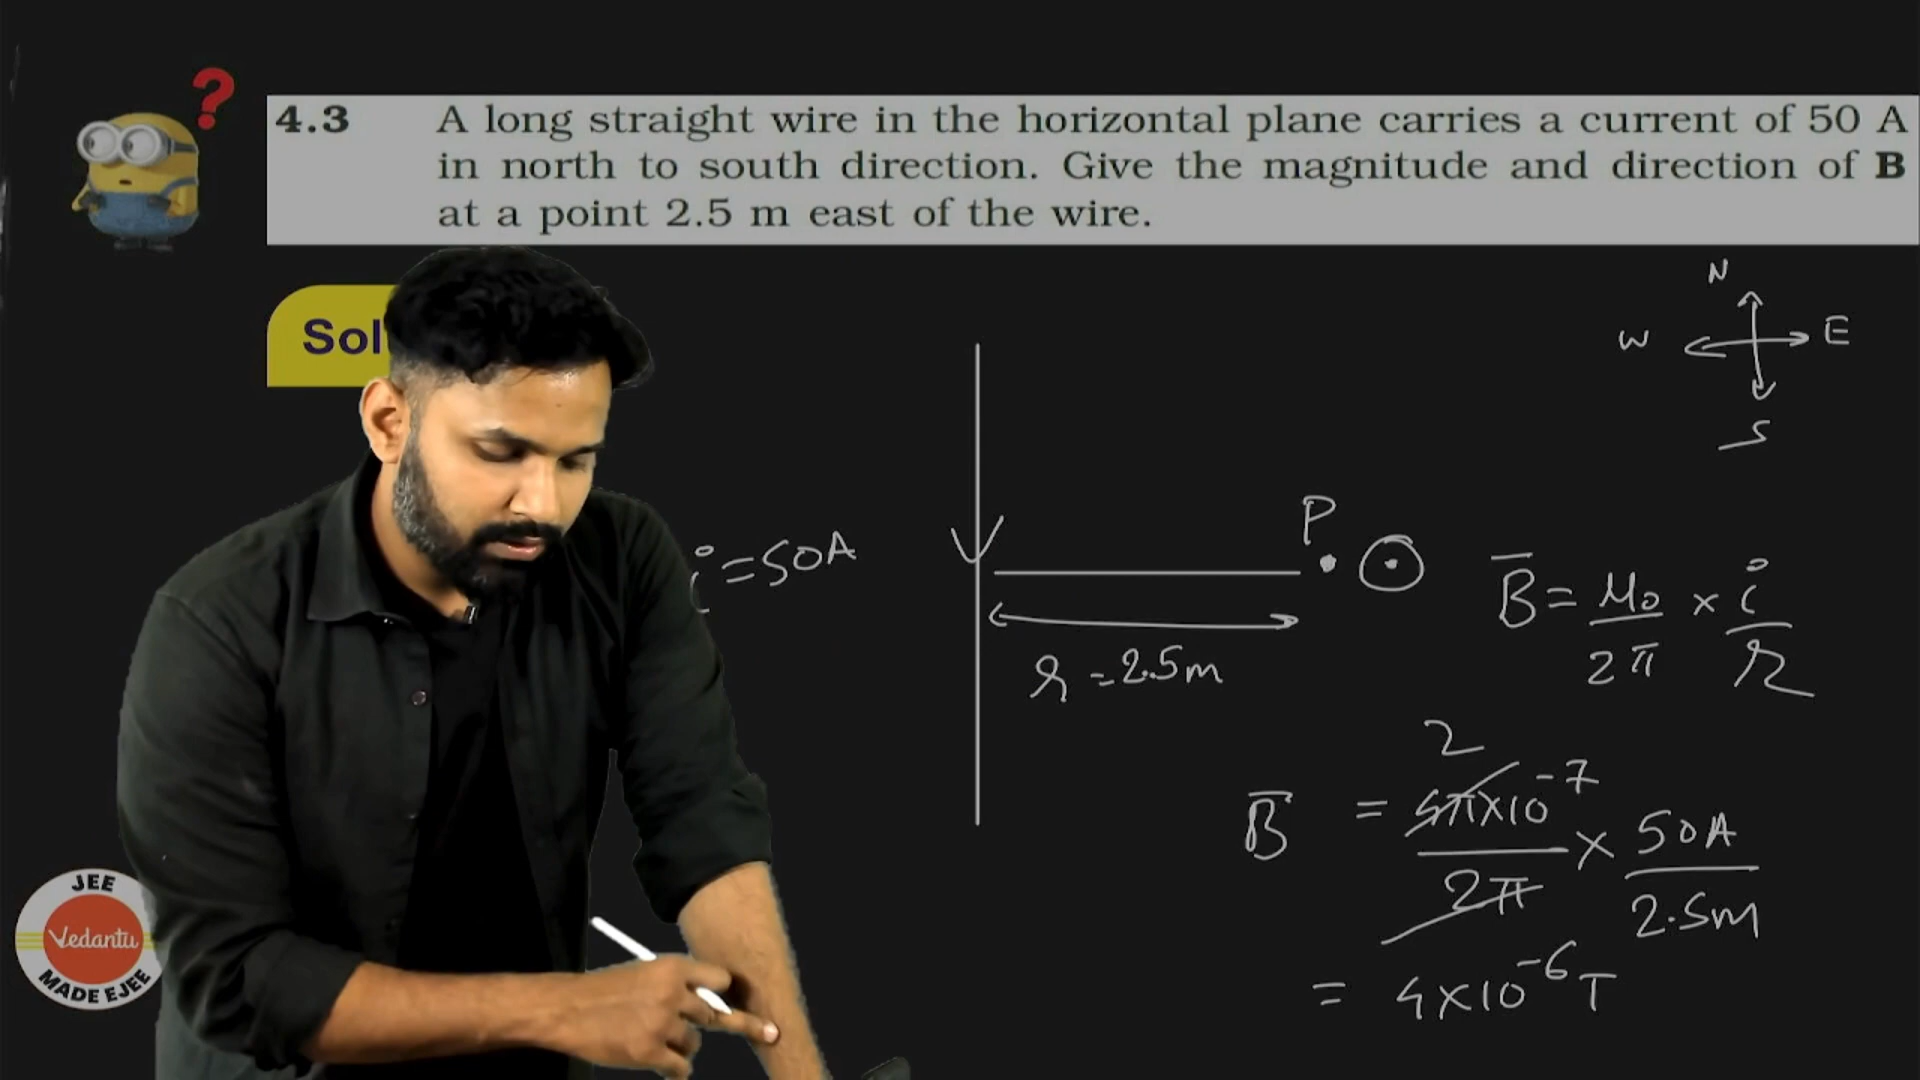 ?
4.3 A long straight wire in the horizontal plane carries a current of 50 A
in north to south direction. Give the magnitude and direction of B
at a point 2.5 m east of the wire.
Sol
N
W E
S
i = 50A
P
r = 2.5m
B̅ = μ₀/2π × i/r
B̅ = 4π×10⁻⁷/2π × 50A/2.5m
2
= 4×10⁻⁶ T
JEE
Vedantu
MADE EJEE